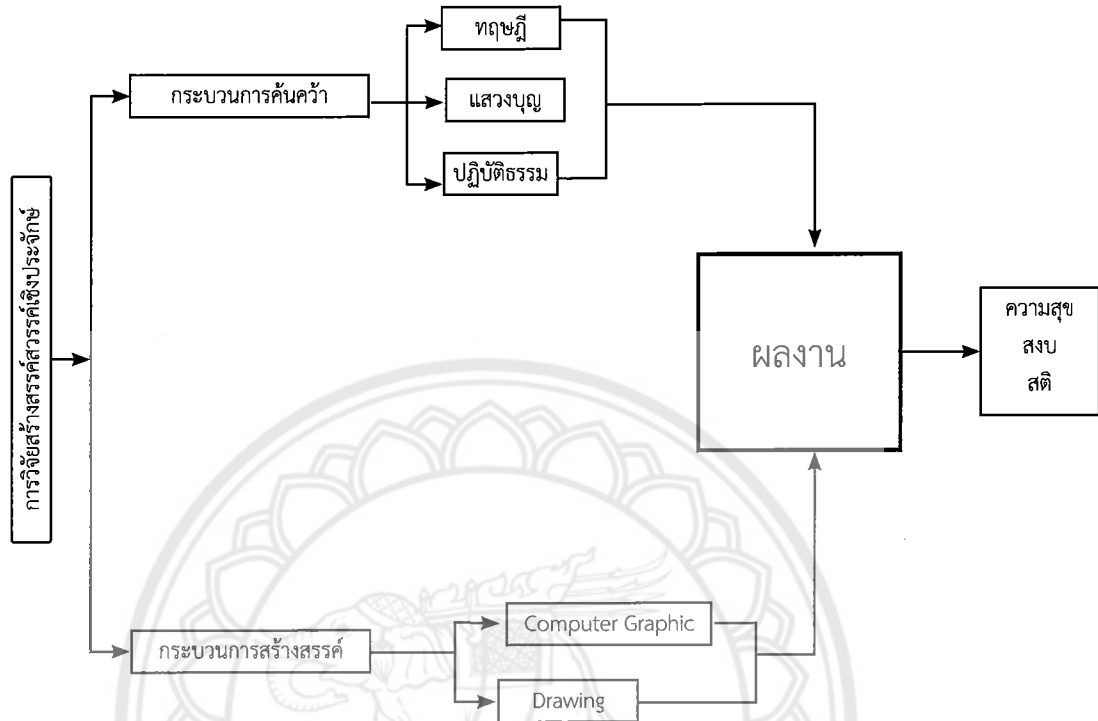 การวิจัยสร้างสรรค์สวรรค์เชิงประจักษ์
กระบวนการค้นคว้า
ทฤษฎี
แสวงบุญ
ปฏิบัติธรรม
ผลงาน
ความสุข
สงบ
สติ
กระบวนการสร้างสรรค์
Computer Graphic
Drawing